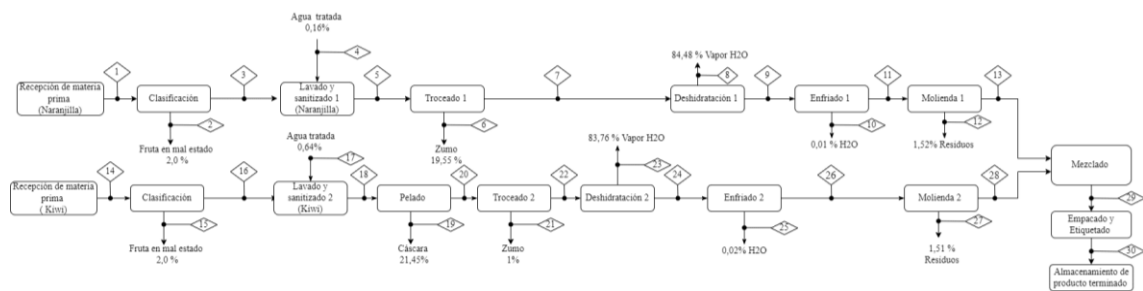 Agua tratada
0,16%
4
1
3
5
7
84,48 % Vapor H2O
8
9
11
13
Recepción de materia
prima
(Naranjilla)
Clasificación
Lavado y
sanitizado 1
(Naranjilla)
Troceado 1
Deshidratación 1
Enfriado 1
Molienda 1
2
6
10
12
Fruta en mal estado
2,0 %
Zumo
19,55 %
0,01 % H2O
1,52% Residuos
Agua tratada
0,64%
17
83,76 % Vapor H2O
23
14
16
18
20
22
24
26
28
Recepción de materia
prima
( Kiwi)
Clasificación
Lavado y
sanitizado 2
(Kiwi)
Pelado
Troceado 2
Deshidratación 2
Enfriado 2
Molienda 2
Mezclado
15
19
21
25
27
29
Fruta en mal estado
2,0 %
Cáscara
21,45%
Zumo
1%
0,02% H2O
1,51 %
Residuos
Empacado y
Etiquetado
30
Almacenamiento de
producto terminado